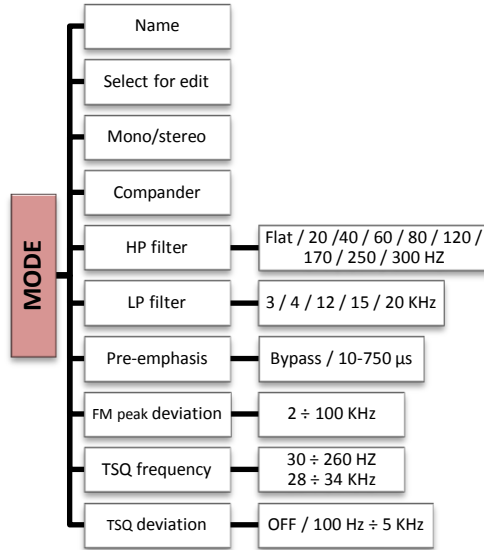 MODE
Name
Select for edit
Mono/stereo
Compander
HP filter
Flat / 20 /40 / 60 / 80 / 120 /
170 / 250 / 300 HZ
LP filter
3 / 4 / 12 / 15 / 20 KHz
Pre-emphasis
Bypass / 10-750 µs
FM peak deviation
2 ÷ 100 KHz
TSQ frequency
30 ÷ 260 HZ
28 ÷ 34 KHz
TSQ deviation
OFF / 100 Hz ÷ 5 KHz